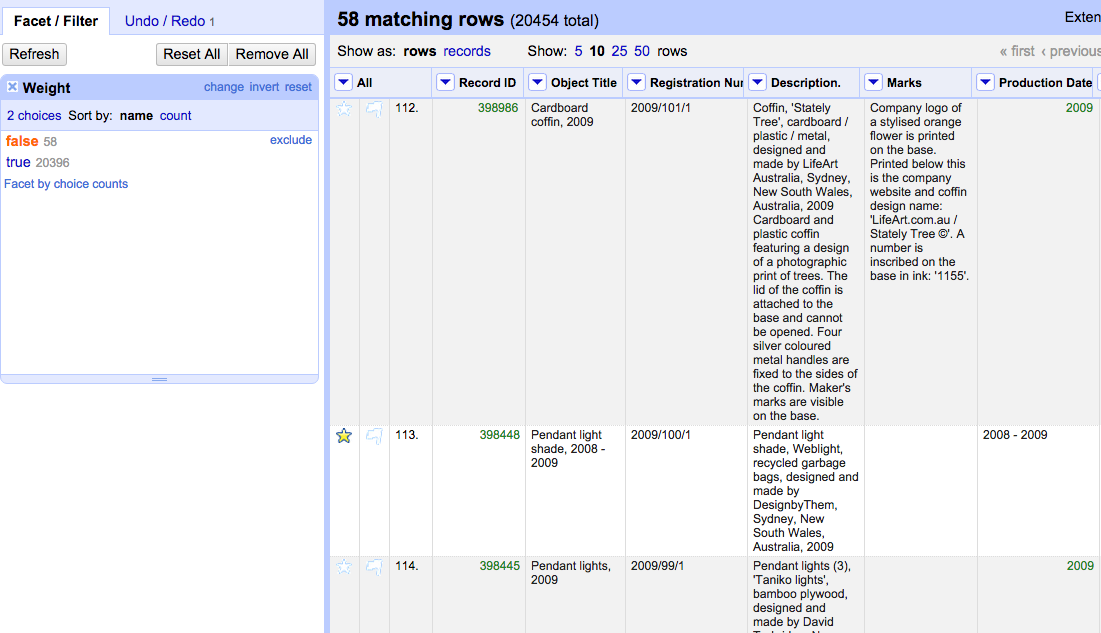 Facet / Filter
Undo / Redo 1
Refresh
Reset All
Remove All
Weight
change invert reset
2 choices Sort by: name count
false 58
exclude
true 20396
Facet by choice counts
58 matching rows (20454 total)
Exten
Show as: rows records
Show: 5 10 25 50 rows
« first ‹ previous
All
Record ID
Object Title
Registration Nur
Description.
Marks
Production Date
112.
398986
Cardboard
coffin, 2009
2009/101/1
Coffin, 'Stately
Tree', cardboard /
plastic / metal,
designed and
made by LifeArt
Australia, Sydney,
New South Wales,
Australia, 2009
Cardboard and
plastic coffin
featuring a design
of a photographic
print of trees. The
lid of the coffin is
attached to the
base and cannot
be opened. Four
silver coloured
metal handles are
fixed to the sides of
the coffin. Maker's
marks are visible
on the base.
Company logo of
a stylised orange
flower is printed
on the base.
Printed below this
is the company
website and coffin
design name:
'LifeArt.com.au /
Stately Tree ©'. A
number is
inscribed on the
base in ink: '1155'.
2009
113.
398448
Pendant light
shade, 2008 -
2009
2009/100/1
Pendant light
shade, Weblight,
recycled garbage
bags, designed and
made by
DesignbyThem,
Sydney, New
South Wales,
Australia, 2009
2008 - 2009
114.
398445
Pendant lights,
2009
2009/99/1
Pendant lights (3),
'Taniko lights',
bamboo plywood,
designed and
made by David
2009